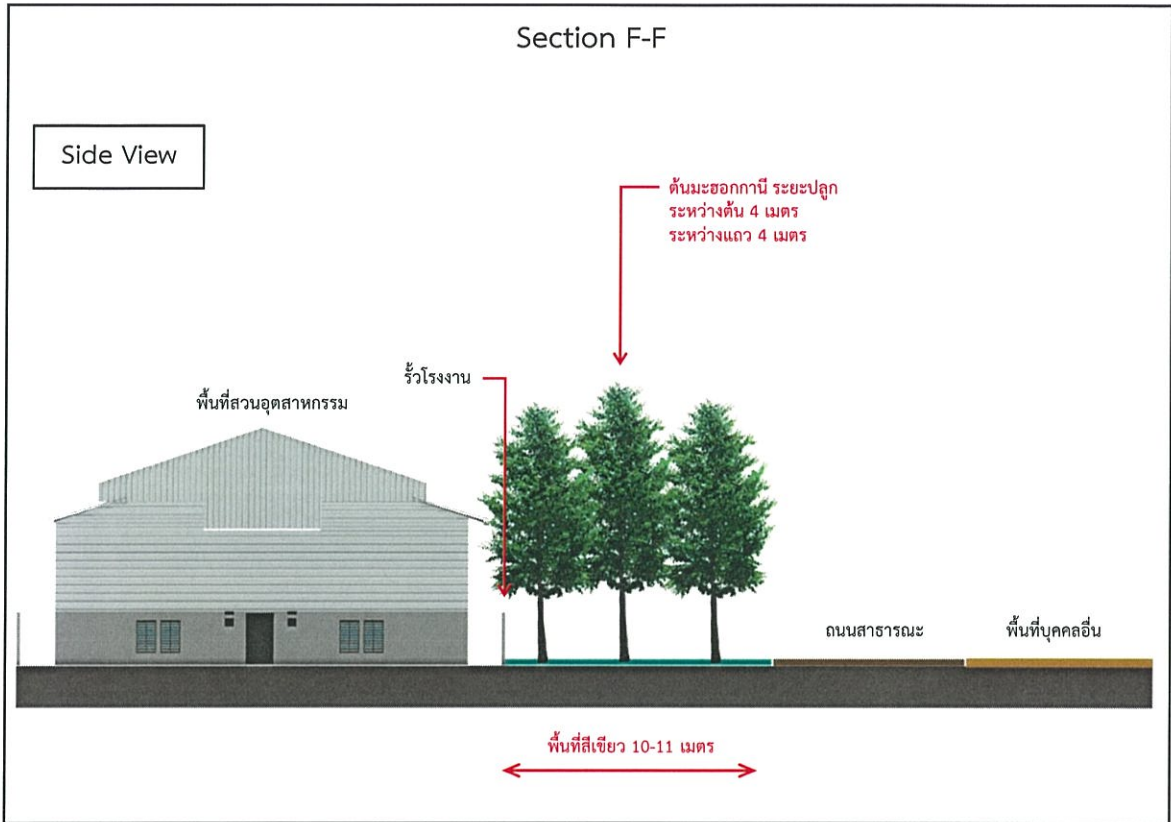 Section F-F
Side View
ต้นมะฮอกกานี ระยะปลูก
ระหว่างต้น 4 เมตร
ระหว่างแถว 4 เมตร
รั้วโรงงาน
พื้นที่สวนอุตสาหกรรม
ถนนสาธารณะ
พื้นที่บุคคลอื่น
พื้นที่สีเขียว 10-11 เมตร